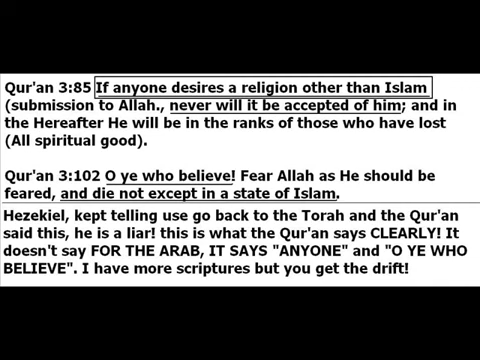 Qur'an 3:85 If anyone desires a religion other than Islam
(submission to Allah., never will it be accepted of him; and in
the Hereafter He will be in the ranks of those who have lost
(All spiritual good).
Qur'an 3:102 O ye who believe! Fear Allah as He should be
feared, and die not except in a state of Islam.
Hezekiel, kept telling use go back to the Torah and the Qur'an
said this, he is a liar! this is what the Qur'an says CLEARLY! It
doesn't say FOR THE ARAB, IT SAYS "ANYONE" and "O YE WHO
BELIEVE". I have more scriptures but you get the drift!